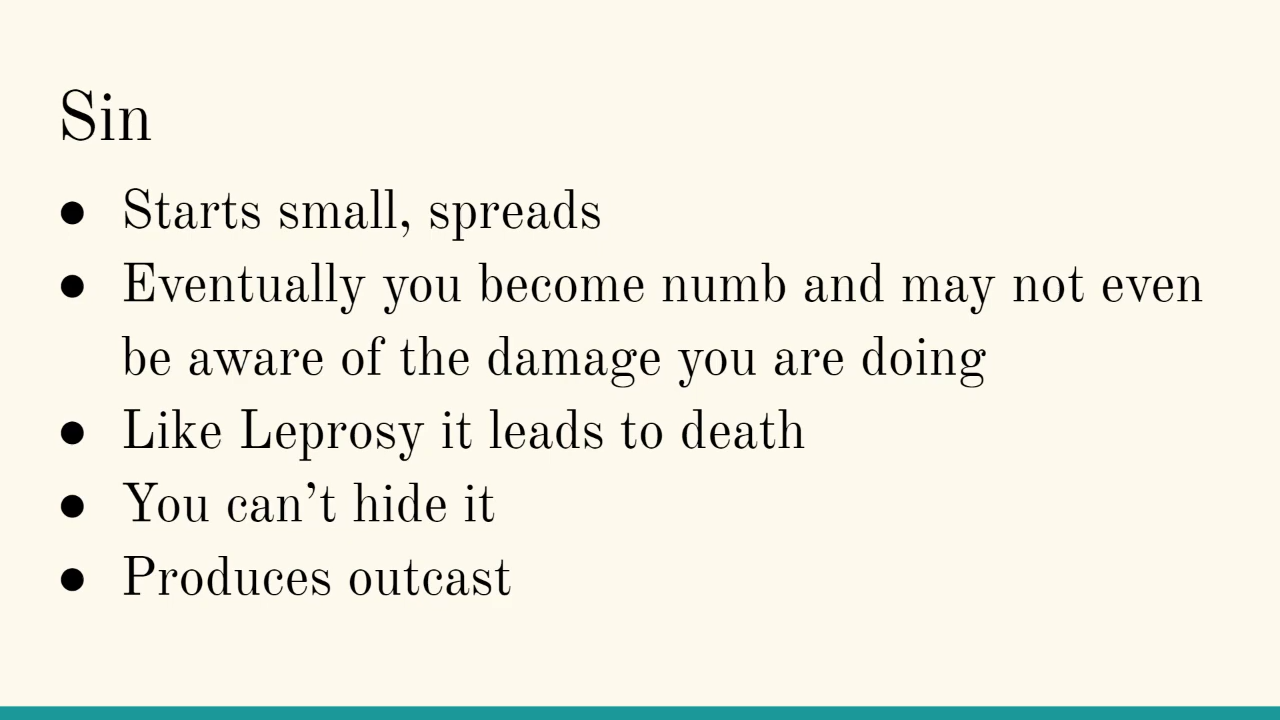 Sin
● Starts small, spreads
● Eventually you become numb and may not even
be aware of the damage you are doing
● Like Leprosy it leads to death
● You can’t hide it
● Produces outcast